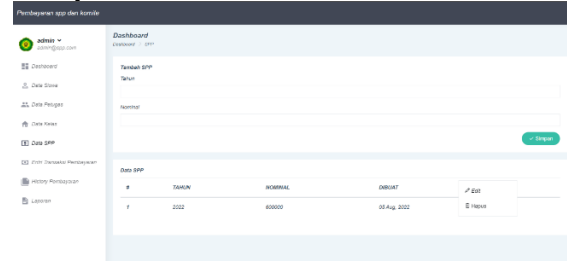 Pembayaran spp dan komite
admin
admin@spp.com
Dashboard
Data Siswa
Data Petugas
Data Kelas
Data SPP
Entri Transaksi Pembayaran
History Pembayaran
Laporan
Dashboard
Dashboard / SPP
Tambah SPP
Tahun
Nominal
Simpan
Data SPP
# TAHUN NOMINAL DIBUAT
Edit
Hapus
1 2022 600000 05 Aug, 2022